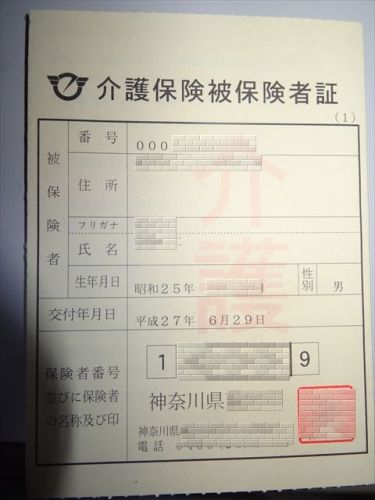 介護保険被保険者証
(1)
被保険者
番号
000
住所
フリガナ
氏名
生年月日
昭和25年
性別
男
交付年月日
平成27年 6月29日
保険者番号
並びに保険者
の名称及び印
1 9
神奈川県
神奈川県
電話
介護